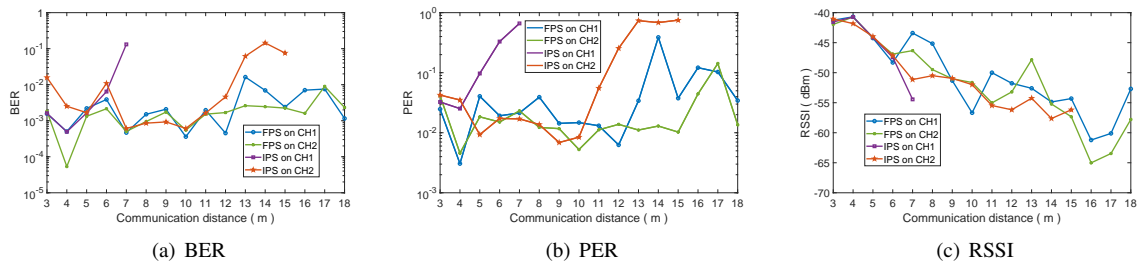 BER
10^0
10^-1
10^-2
10^-3
10^-4
10^-5
3 4 5 6 7 8 9 10 11 12 13 14 15 16 17 18
Communication distance ( m )
FPS on CH1
FPS on CH2
IPS on CH1
IPS on CH2
(a) BER
PER
10^0
10^-1
10^-2
10^-3
3 4 5 6 7 8 9 10 11 12 13 14 15 16 17 18
Communication distance ( m )
FPS on CH1
FPS on CH2
IPS on CH1
IPS on CH2
(b) PER
RSSI ( dBm )
-40
-45
-50
-55
-60
-65
-70
3 4 5 6 7 8 9 10 11 12 13 14 15 16 17 18
Communication distance ( m )
FPS on CH1
FPS on CH2
IPS on CH1
IPS on CH2
(c) RSSI